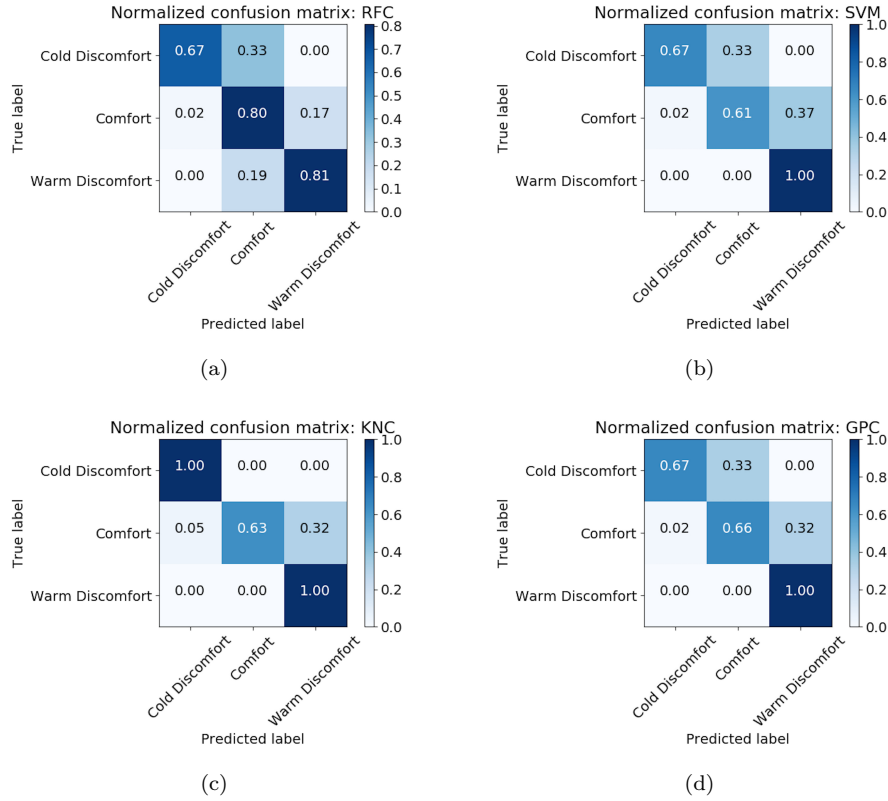 Normalized confusion matrix: RFC
True label
Cold Discomfort 0.67 0.33 0.00
Comfort 0.02 0.80 0.17
Warm Discomfort 0.00 0.19 0.81
0.8
0.7
0.6
0.5
0.4
0.3
0.2
0.1
0.0
Cold Discomfort
Comfort
Warm Discomfort
Predicted label
(a)
Normalized confusion matrix: SVM
True label
Cold Discomfort 0.67 0.33 0.00
Comfort 0.02 0.61 0.37
Warm Discomfort 0.00 0.00 1.00
1.0
0.8
0.6
0.4
0.2
0.0
Cold Discomfort
Comfort
Warm Discomfort
Predicted label
(b)
Normalized confusion matrix: KNC
True label
Cold Discomfort 1.00 0.00 0.00
Comfort 0.05 0.63 0.32
Warm Discomfort 0.00 0.00 1.00
1.0
0.8
0.6
0.4
0.2
0.0
Cold Discomfort
Comfort
Warm Discomfort
Predicted label
(c)
Normalized confusion matrix: GPC
True label
Cold Discomfort 0.67 0.33 0.00
Comfort 0.02 0.66 0.32
Warm Discomfort 0.00 0.00 1.00
1.0
0.8
0.6
0.4
0.2
0.0
Cold Discomfort
Comfort
Warm Discomfort
Predicted label
(d)